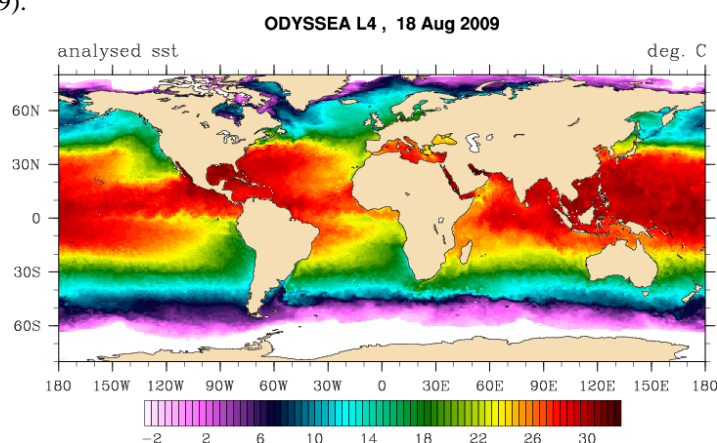 9).
ODYSSEA L4 , 18 Aug 2009
analysed sst deg. C
60N
30N
0
30S
60S
180 150W 120W 90W 60W 30W 0 30E 60E 90E 120E 150E 180
−2 2 6 10 14 18 22 26 30